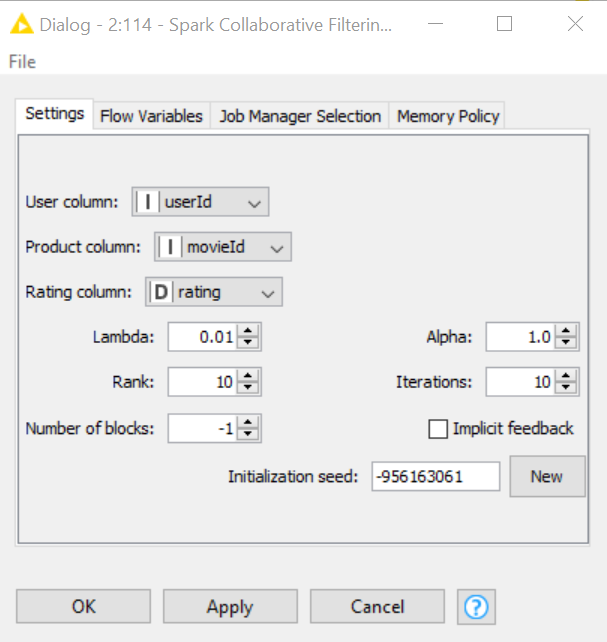 Dialog - 2:114 - Spark Collaborative Filterin...
File
Settings Flow Variables Job Manager Selection Memory Policy
User column: I userId
Product column: I movieId
Rating column: D rating
Lambda: 0.01 Alpha: 1.0
Rank: 10 Iterations: 10
Number of blocks: -1 Implicit feedback
Initialization seed: -956163061 New
OK Apply Cancel ?